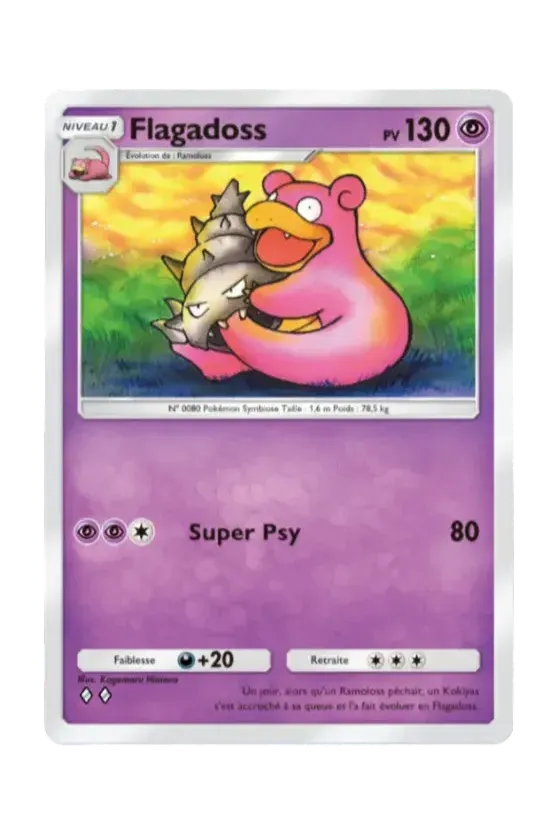 NIVEAU 1
Flagadoss
PV 130
Évolution de : Ramoloss
N° 0080 Pokémon Symbiose Taille : 1,6 m Poids : 78,5 kg
Super Psy 80
Faiblesse +20 Retraite
Illus. Kagemaru Himeno
Un jour, alors qu'un Ramoloss pêchait, un Kokiyas
s'est accroché à sa queue et l'a fait évoluer en Flagadoss.